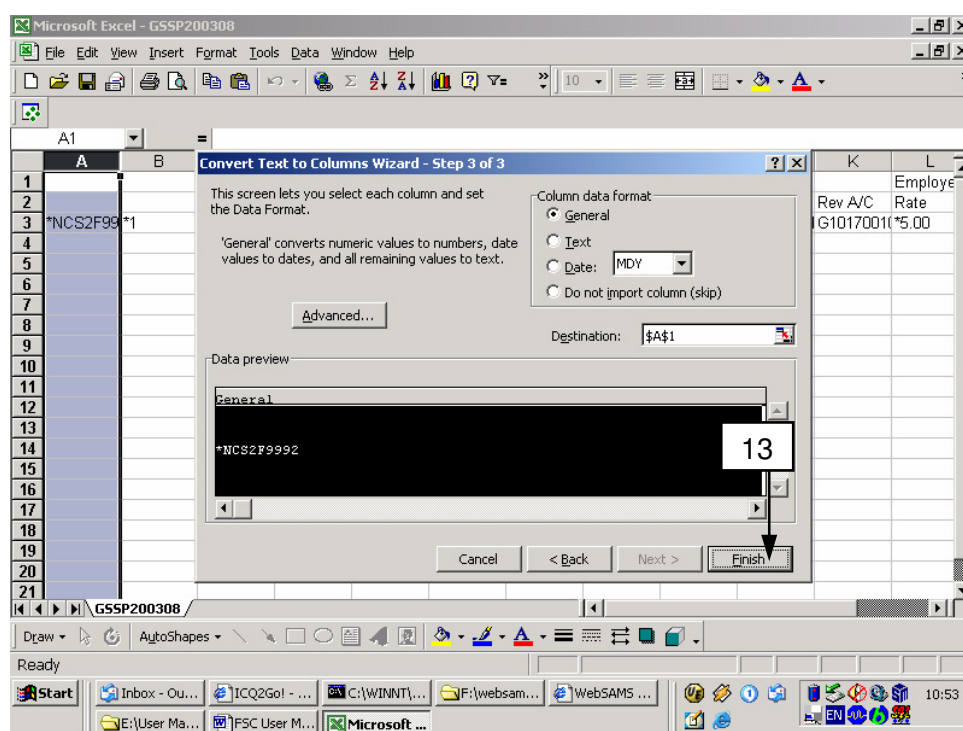 Microsoft Excel - GSSP200308
File Edit View Insert Format Tools Data Window Help
10
A1 =
A B K L
1 Employe
2 Rev A/C Rate
3 *NCS2F99 *1 G1017001 *5.00
4
5
6
7
8
9
10
11
12
13
14
15
16
17
18
19
20
21
Convert Text to Columns Wizard - Step 3 of 3
This screen lets you select each column and set
the Data Format.
'General' converts numeric values to numbers, date
values to dates, and all remaining values to text.
Advanced...
Column data format
General
Text
Date: MDY
Do not import column (skip)
Destination: $A$1
Data preview
General
*NCS2F9992
13
Cancel < Back Next > Finish
GSSP200308
Draw AutoShapes
Ready
Start Inbox - Ou... ICQ2Go! - ... C:\WINNT\... F:\websam... WebSAMS ... 10:53
E:\User Ma... FSC User M... Microsoft ... EN